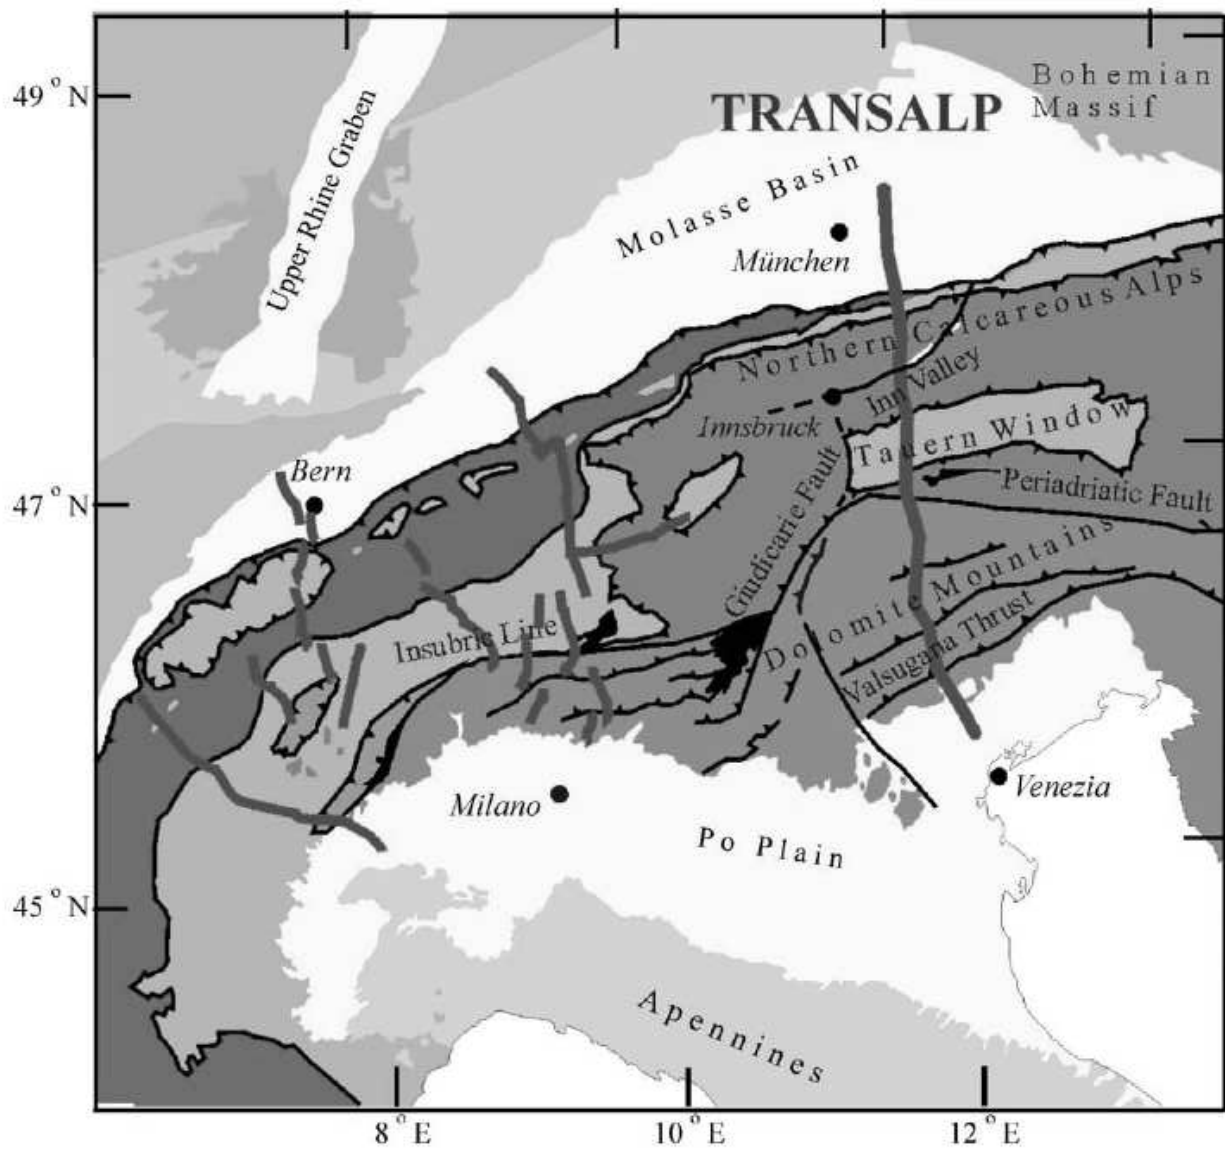 49° N
TRANSALP
Bohemian
Massif
Upper Rhine Graben
Molasse Basin
München
Northern Calcareous Alps
Inn Valley
Innsbruck
Tauern Window
Bern
47° N
Periadriatic Fault
Giudicarie Fault
Dolomite Mountains
Insubric Line
Valsugana Thrust
Milano
Venezia
Po Plain
45° N
Apennines
8° E
10° E
12° E